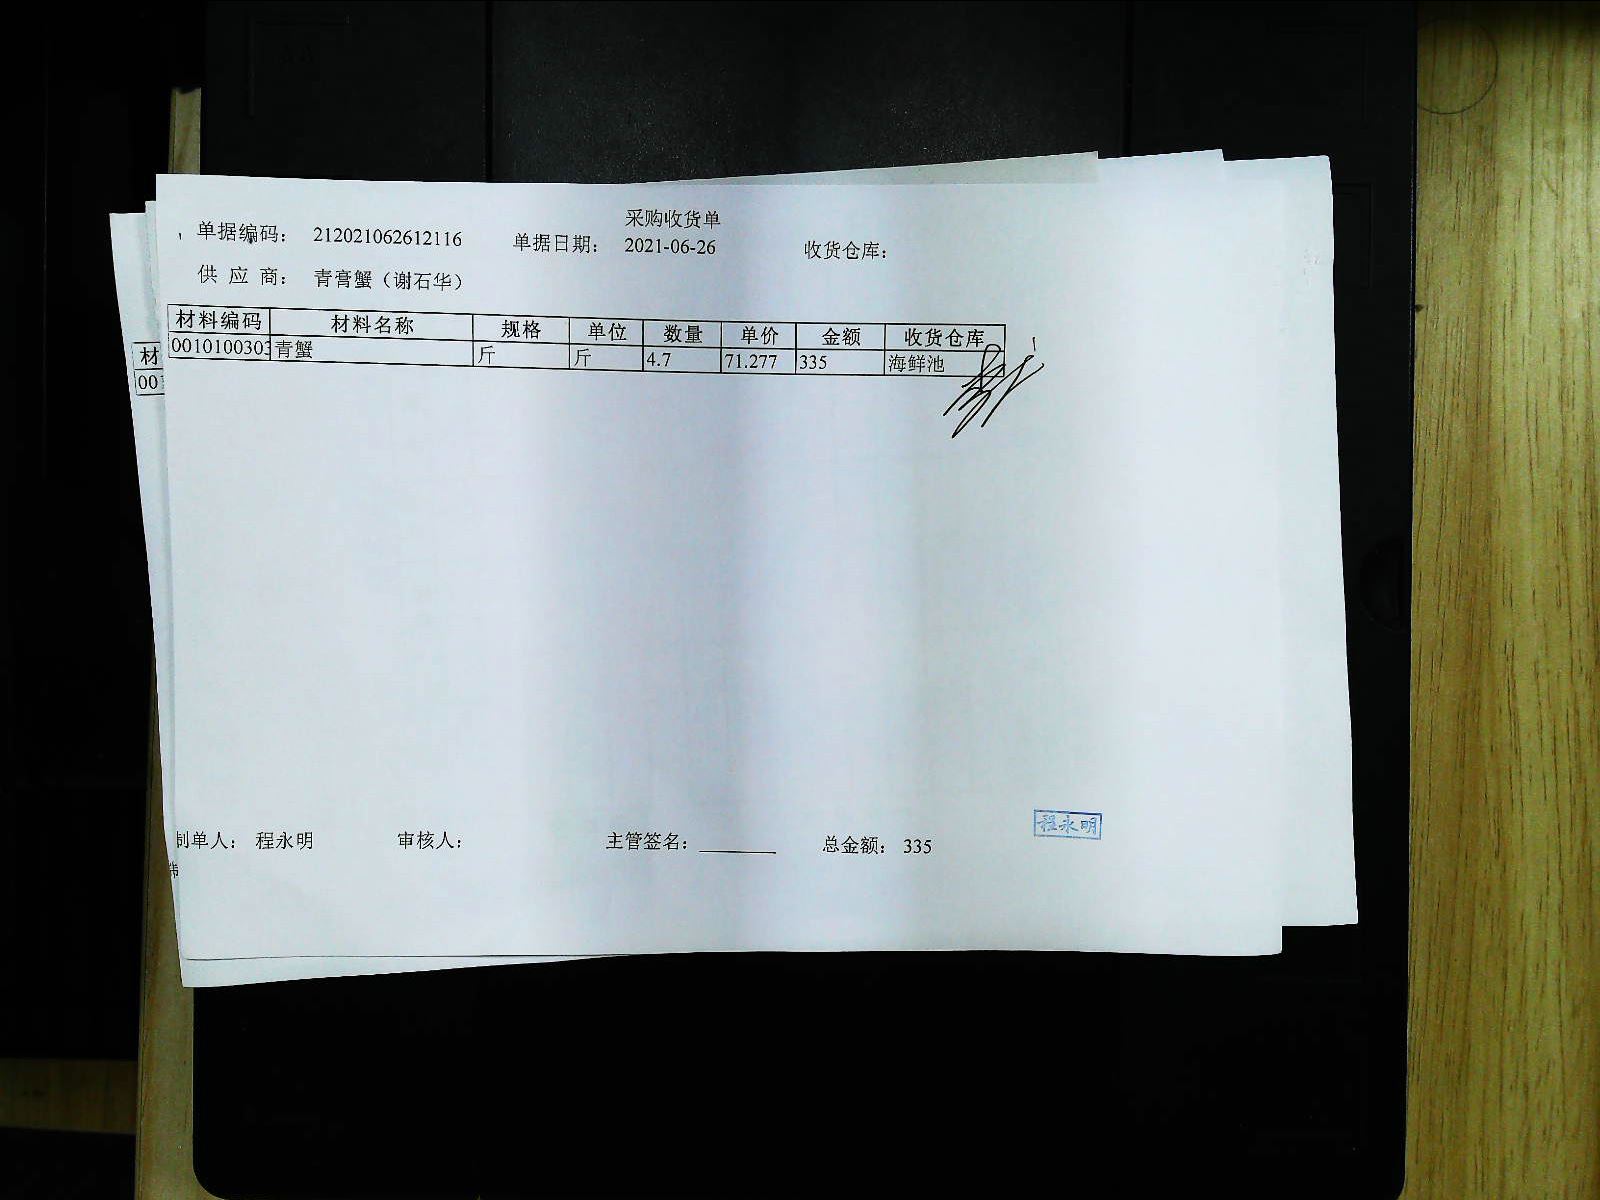 采购收货单
单据编码： 212021062612116 单据日期： 2021-06-26 收货仓库：
供 应 商： 青膏蟹（谢石华）
材料编码 材料名称 规格 单位 数量 单价 金额 收货仓库
0010100303 青蟹 斤 斤 4.7 71.277 335 海鲜池
材
00
制单人： 程永明 审核人： 主管签名： 总金额： 335
程永明